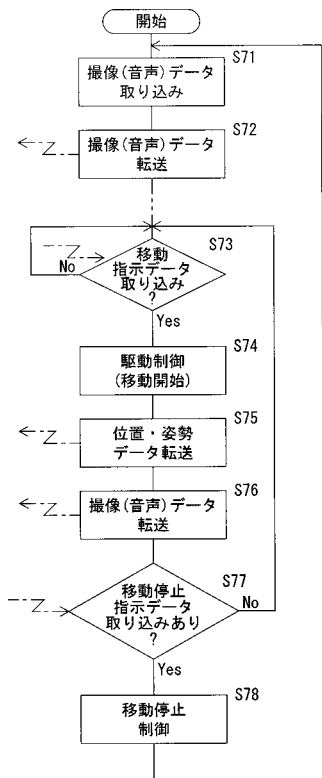 開始
S71
撮像(音声)データ
取り込み
S72
撮像(音声)データ
転送
S73
移動
指示データ
取り込み
?
No
Yes
S74
駆動制御
(移動開始)
S75
位置・姿勢
データ転送
S76
撮像(音声)データ
転送
S77
移動停止
指示データ
取り込みあり
?
No
Yes
S78
移動停止
制御